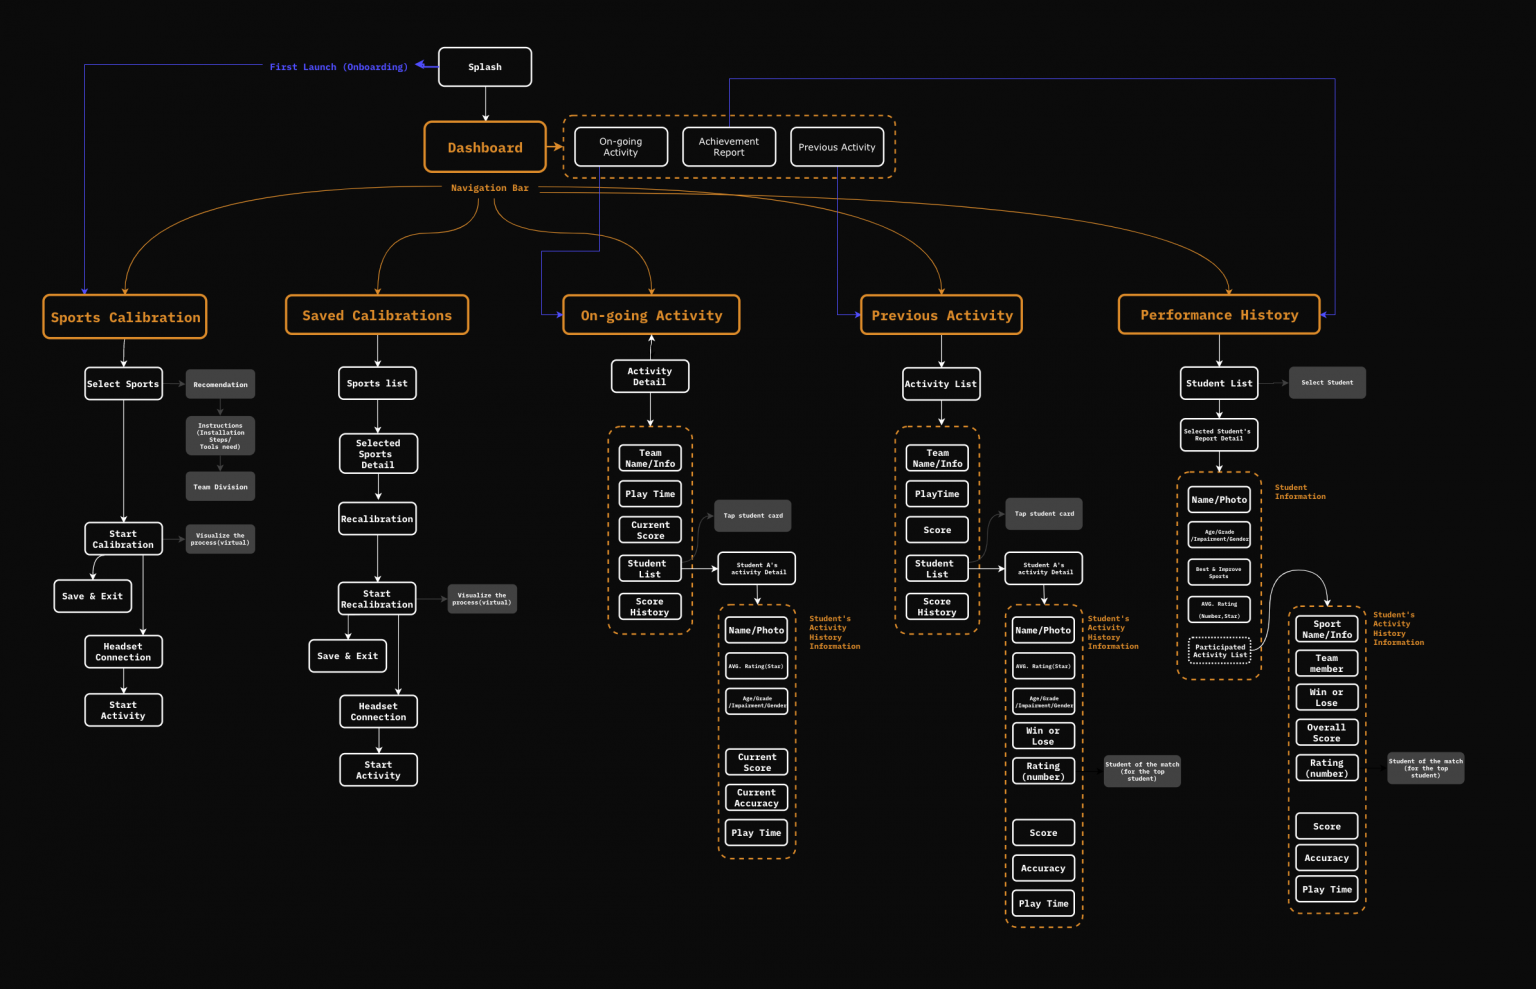 First Launch (Onboarding)
Splash
Dashboard
On-going
Activity
Achievement
Report
Previous Activity
Navigation Bar
Sports Calibration
Saved Calibrations
On-going Activity
Previous Activity
Performance History
Select Sports
Recomendation
Instructions
(Installation
Steps/
Tools need)
Team Division
Start
Calibration
Visualize the
process(virtual)
Save & Exit
Headset
Connection
Start
Activity
Sports list
Selected
Sports
Detail
Recalibration
Start
Recalibration
Visualize the
process(virtual)
Save & Exit
Headset
Connection
Start
Activity
Activity
Detail
Team
Name/Info
Play Time
Current
Score
Student
List
Score
History
Tap student card
Student A's
activity Detail
Student's
Activity
History
Information
Name/Photo
AVG. Rating(Star)
Age/Grade
/Impairment/Gender
Current
Score
Current
Accuracy
Play Time
Activity List
Team
Name/Info
PlayTime
Score
Student
List
Score
History
Tap student card
Student A's
activity Detail
Student's
Activity
History
Information
Name/Photo
AVG. Rating(Star)
Age/Grade
/Impairment/Gender
Win or
Lose
Rating
(number)
Student of the match
(for the top
student)
Score
Accuracy
Play Time
Student List
Select Student
Selected Student's
Report Detail
Student
Information
Name/Photo
Age/Grade
/Impairment/Gender
Best & Improve
Sports
AVG. Rating
(Number,Star)
Participated
Activity List
Student's
Activity
History
Information
Sport
Name/Info
Team
member
Win or
Lose
Overall
Score
Rating
(number)
Student of the match
(for the top
student)
Score
Accuracy
Play Time